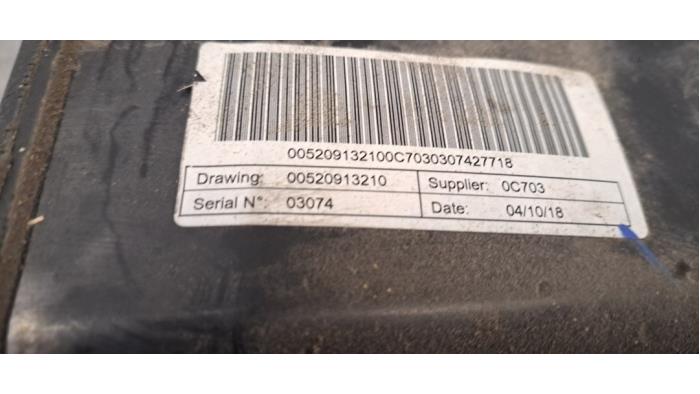 005209132100C7030307427718
Drawing: 00520913210 Supplier: 0C703
Serial N°: 03074 Date: 04/10/18